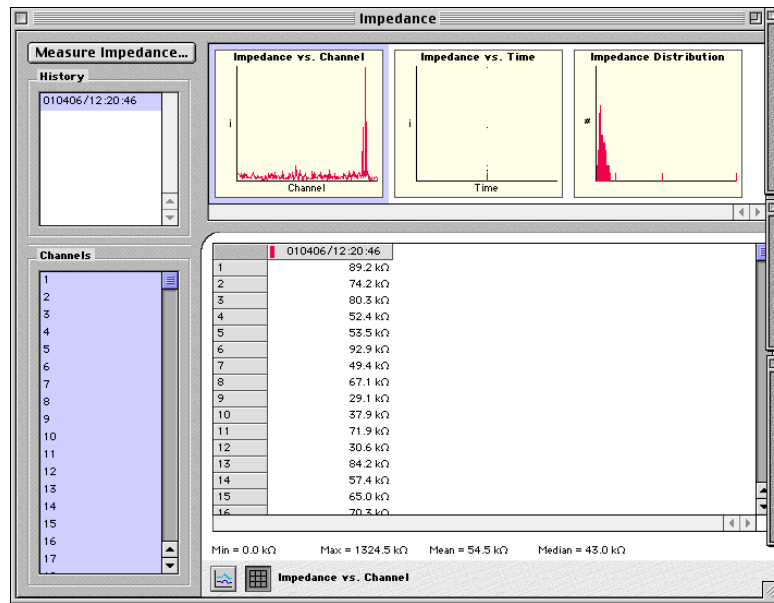 Impedance
Measure Impedance...
History
010406/12:20:46
Impedance vs. Channel
i
Channel
Impedance vs. Time
i
Time
Impedance Distribution
#
Channels
1
2
3
4
5
6
7
8
9
10
11
12
13
14
15
16
17
010406/12:20:46
1 89.2 kΩ
2 74.2 kΩ
3 80.3 kΩ
4 52.4 kΩ
5 53.5 kΩ
6 92.9 kΩ
7 49.4 kΩ
8 67.1 kΩ
9 29.1 kΩ
10 37.9 kΩ
11 71.9 kΩ
12 30.6 kΩ
13 84.2 kΩ
14 57.4 kΩ
15 65.0 kΩ
16 70.3 kΩ
Min = 0.0 kΩ Max = 1324.5 kΩ Mean = 54.5 kΩ Median = 43.0 kΩ
Impedance vs. Channel